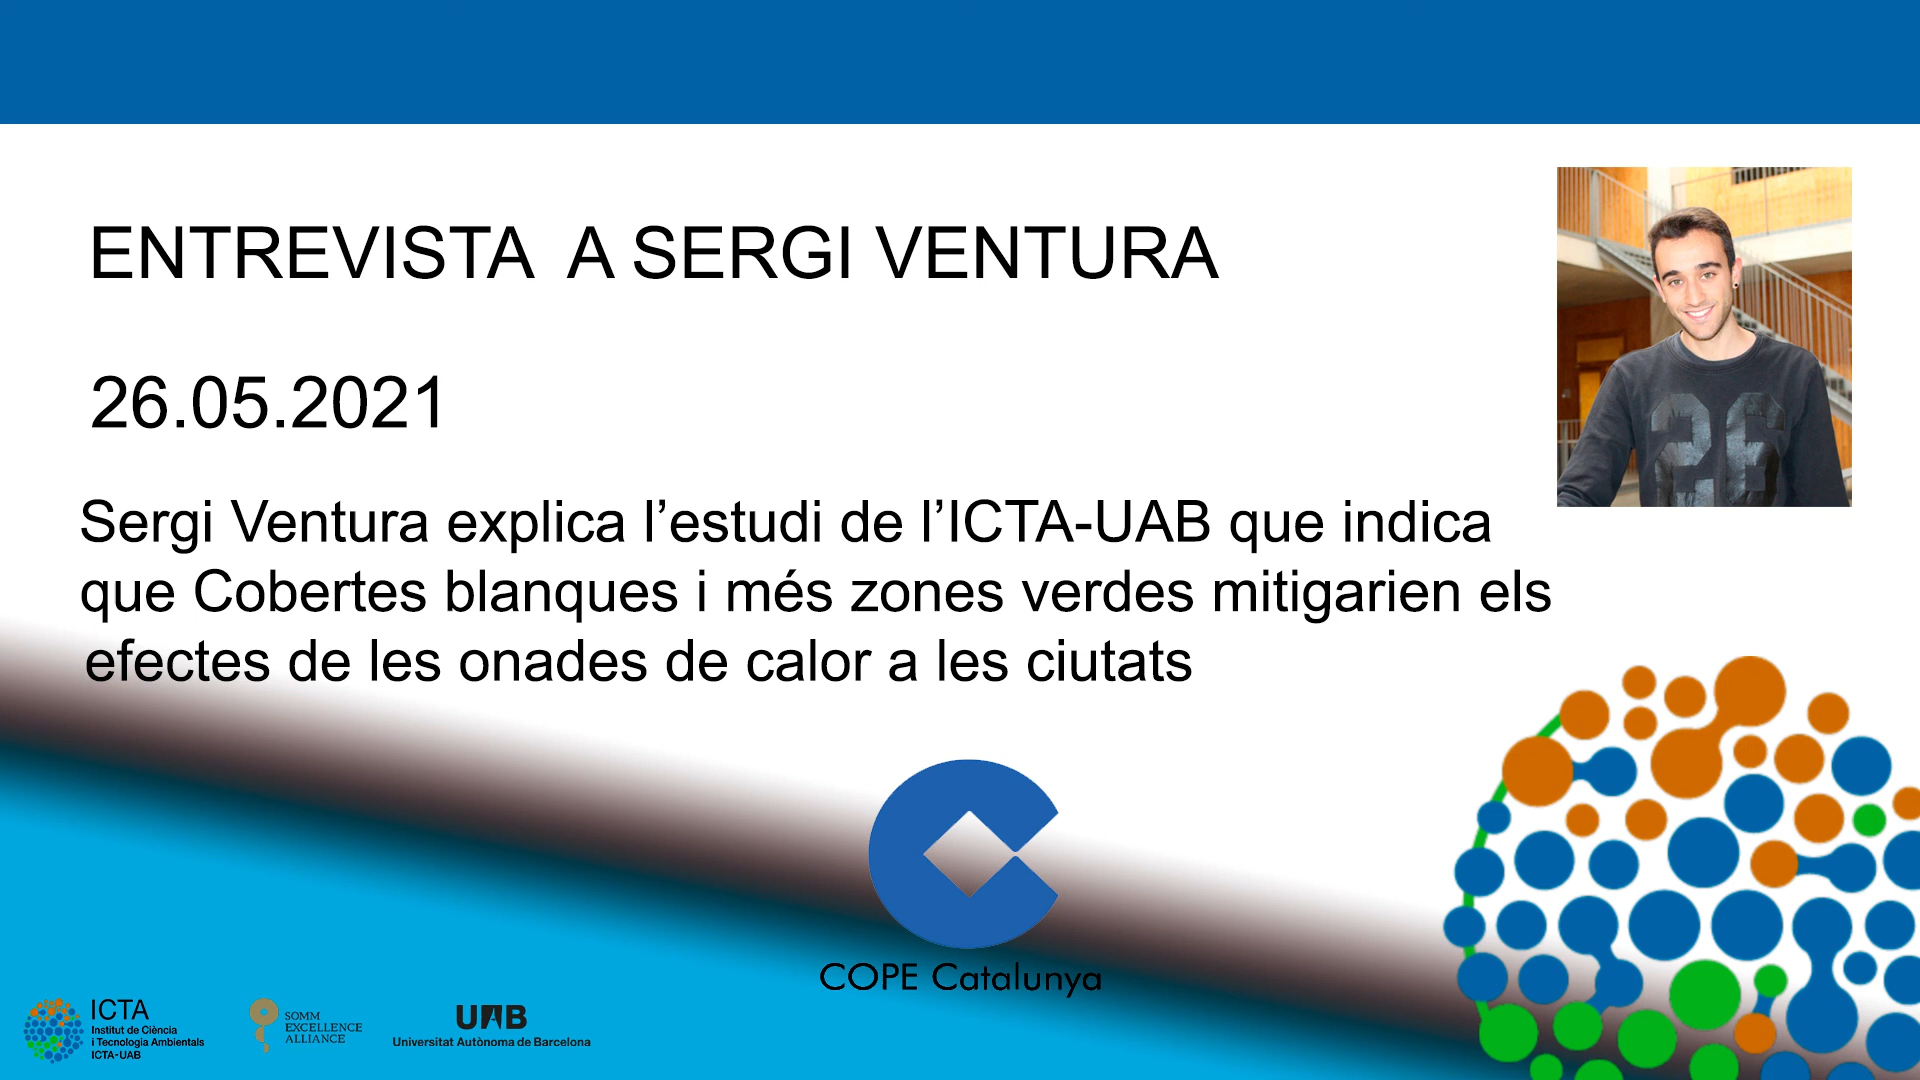 ENTREVISTA A SERGI VENTURA
26.05.2021
26
Sergi Ventura explica l’estudi de l’ICTA-UAB que indica
que Cobertes blanques i més zones verdes mitigarien els
efectes de les onades de calor a les ciutats
COPE Catalunya
ICTA
Institut de Ciència
i Tecnologia Ambientals
ICTA-UAB
SOMM
EXCELLENCE
ALLIANCE
UAB
Universitat Autònoma de Barcelona